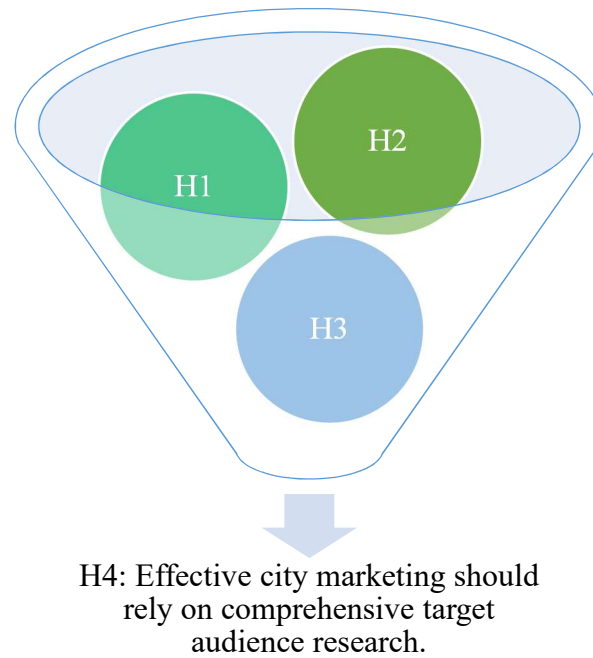 H2
H1
H3
H4: Effective city marketing should
rely on comprehensive target
audience research.